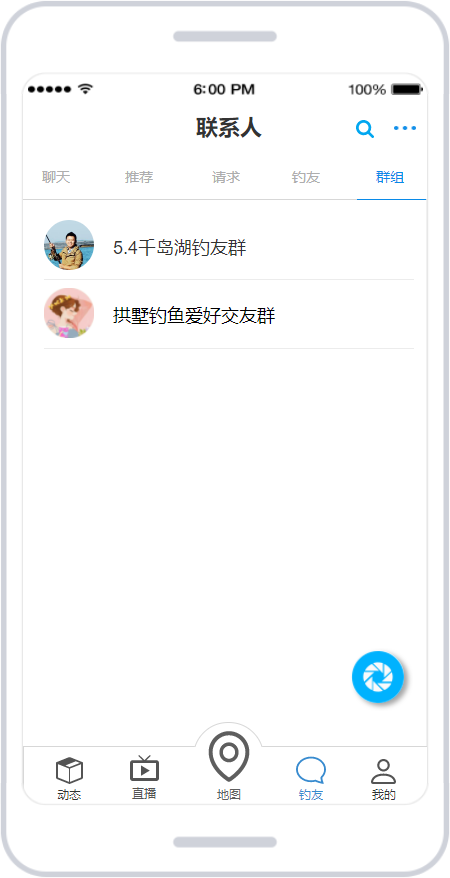 6:00 PM 100%
联系人
聊天 推荐 请求 钓友 群组
5.4千岛湖钓友群
拱墅钓鱼爱好交友群
动态 直播 地图 钓友 我的